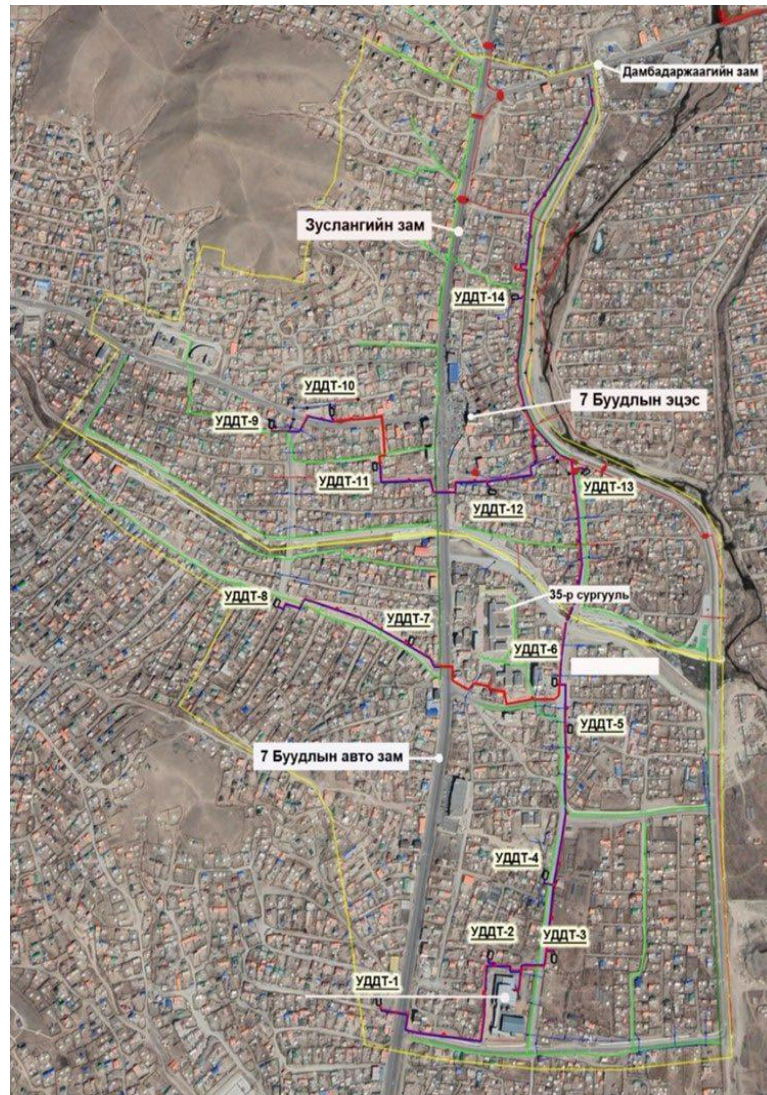 Дамбадаржаагийн зам
Зуслангийн зам
УДДТ-14
УДДТ-10
7 Буудлын эцэс
УДДТ-9
УДДТ-11
УДДТ-13
УДДТ-12
35-р сургууль
УДДТ-8
УДДТ-7
УДДТ-6
УДДТ-5
7 Буудлын авто зам
УДДТ-4
УДДТ-2
УДДТ-3
УДДТ-1